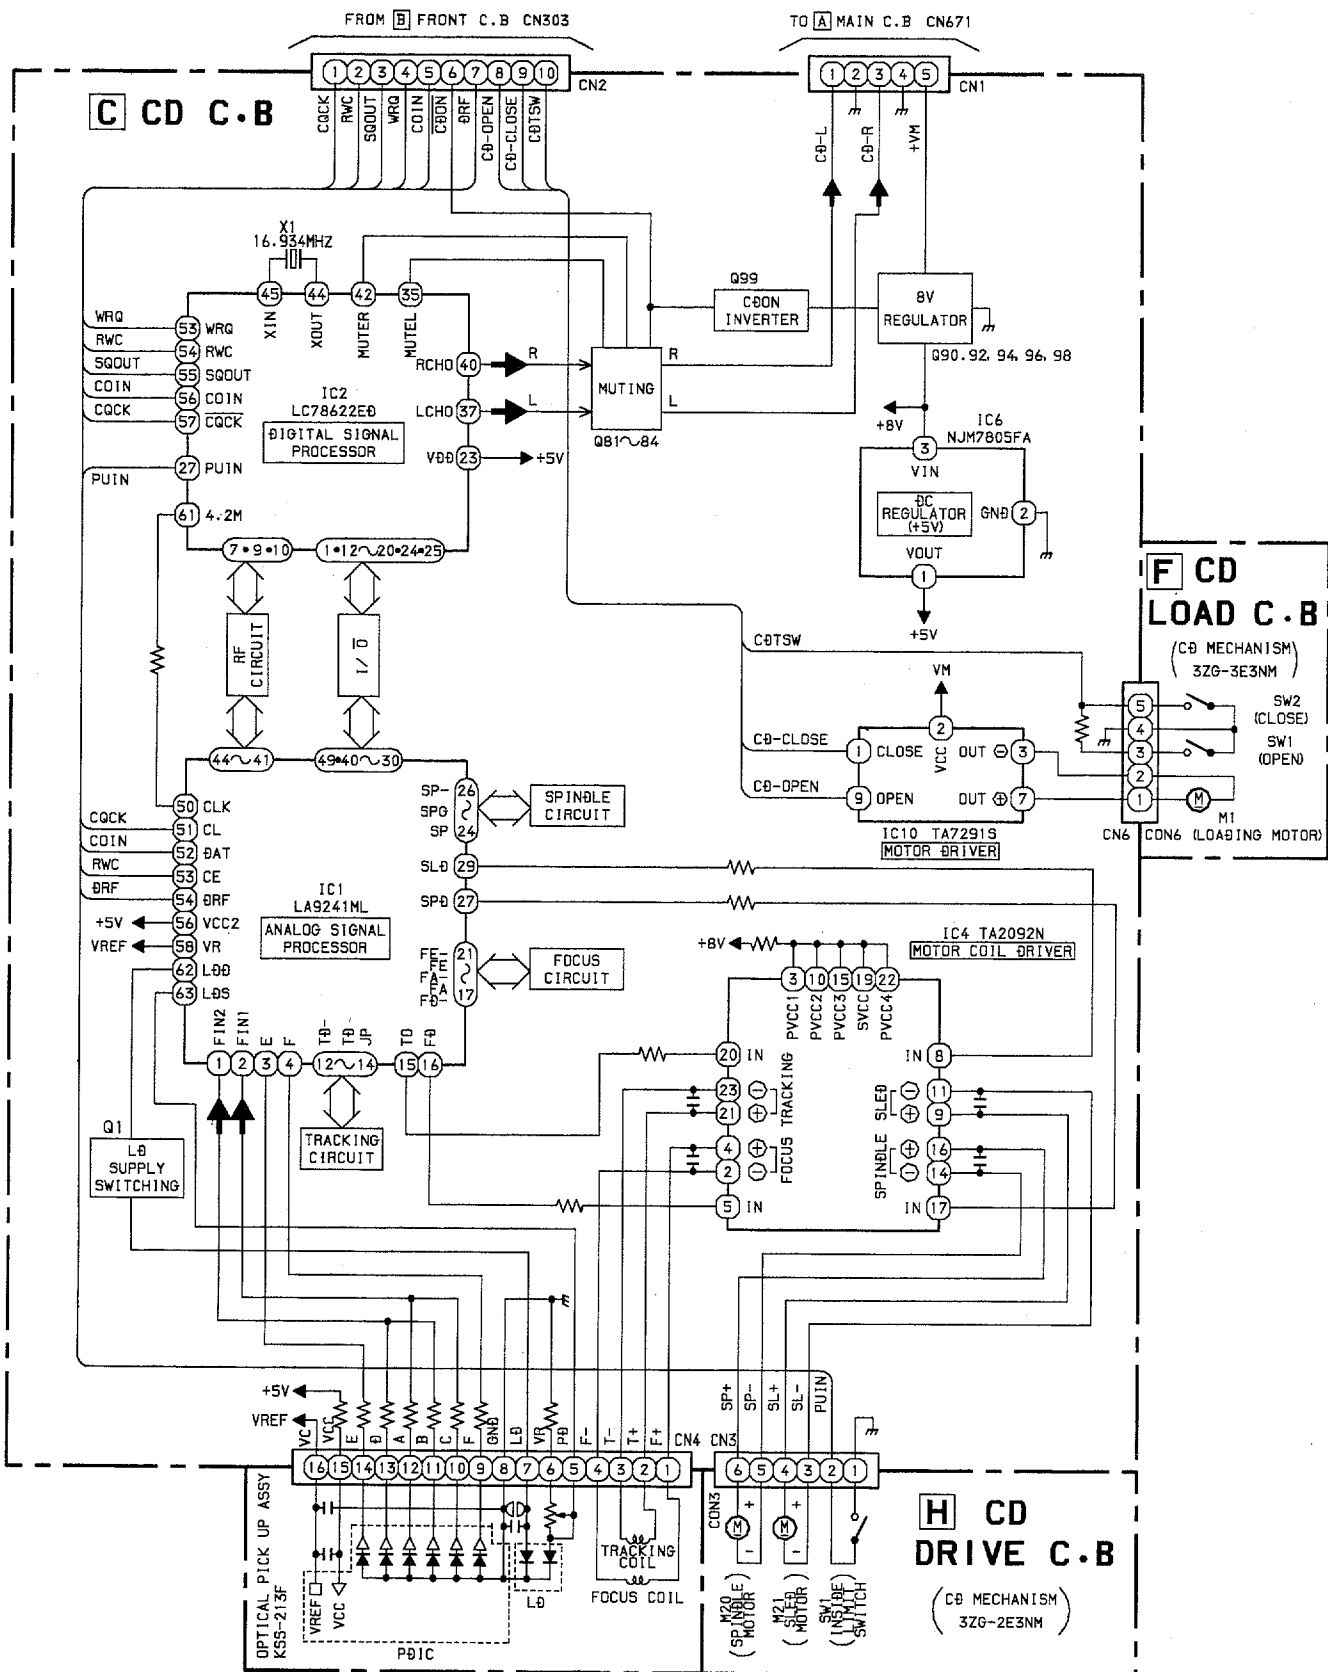 FROM B FRONT C.B CN303
TO A MAIN C.B CN671
1 2 3 4 5 6 7 8 9 10
CN2
1 2 3 4 5
CN1
C CD C.B
CQCK
RWC
SQOUT
WRQ
COIN
CDON
DRF
CD-OPEN
CD-CLOSE
CDTSW
CD-L
CD-R
+VM
X1
16.934MHZ
45 44 42 35
XIN
XOUT
MUTER
MUTEL
Q99
CDON
INVERTER
8V
REGULATOR
Q90.92, 94, 96, 98
WRQ 53 WRQ
RWC 54 RWC
SQOUT 55 SQOUT
COIN 56 COIN
CQCK 57 CQCK
PUIN 27 PUIN
61 4.2M
IC2
LC78622ED
DIGITAL SIGNAL
PROCESSOR
RCHO 40 R
LCHO 37 L
VDD 23 +5V
MUTING
R
L
Q81~84
+8V
IC6
NJM7805FA
3
VIN
DC
REGULATOR
(+5V)
GND 2
VOUT
1
+5V
7•9•10
1•12~20•24•25
RF
CIRCUIT
I/O
44~41
49•40~30
F CD
LOAD C.B
(CD MECHANISM)
3ZG-3E3NM
CDTSW
VM
2
VCC
CD-CLOSE 1 CLOSE
CD-OPEN 9 OPEN
OUT ⊖ 3
OUT ⊕ 7
IC10 TA7291S
MOTOR DRIVER
5
4
3
2
1
SW2
(CLOSE)
SW1
(OPEN)
M
M1
CN6 CON6 (LOADING MOTOR)
50 CLK
CQCK 51 CL
COIN 52 DAT
RWC 53 CE
DRF 54 DRF
+5V 56 VCC2
VREF 58 VR
62 LDD
63 LDS
IC1
LA9241ML
ANALOG SIGNAL
PROCESSOR
SP- 26
SPG
SP 24
SPINDLE
CIRCUIT
SLD 29
SPD 27
FE- 21
FE
FA-
FA
FD- 17
FOCUS
CIRCUIT
FIN2
FIN1
E
F
TD-
TD
JP
TO
FD
1 2 3 4 12~14 15 16
TRACKING
CIRCUIT
Q1
LD
SUPPLY
SWITCHING
IC4 TA2092N
MOTOR COIL DRIVER
+8V
3 10 15 19 22
PVCC1
PVCC2
PVCC3
SVCC
PVCC4
20 IN
23 ⊖
21 ⊕
TRACKING
4 ⊕
2 ⊖
FOCUS
5 IN
IN 8
SLED
⊖ 11
⊕ 9
SPINDLE
⊕ 16
⊖ 14
IN 17
+5V
VREF
VC
VCC
E
D
A
B
C
F
GND
LD
VR
PD
F-
T-
T+
F+
CN4
16 15 14 13 12 11 10 9 8 7 6 5 4 3 2 1
CN3
SP+
SP-
SL+
SL-
PUIN
6 5 4 3 2 1
CON3
OPTICAL PICK UP ASSY
KSS-213F
VREF
VCC
PDIC
LD
TRACKING
COIL
FOCUS COIL
M + -
M + -
M20
(SPINDLE
MOTOR)
M21
(SLED
MOTOR)
SW1
(INSIDE
LIMIT
SWITCH)
H CD
DRIVE C.B
(CD MECHANISM)
3ZG-2E3NM